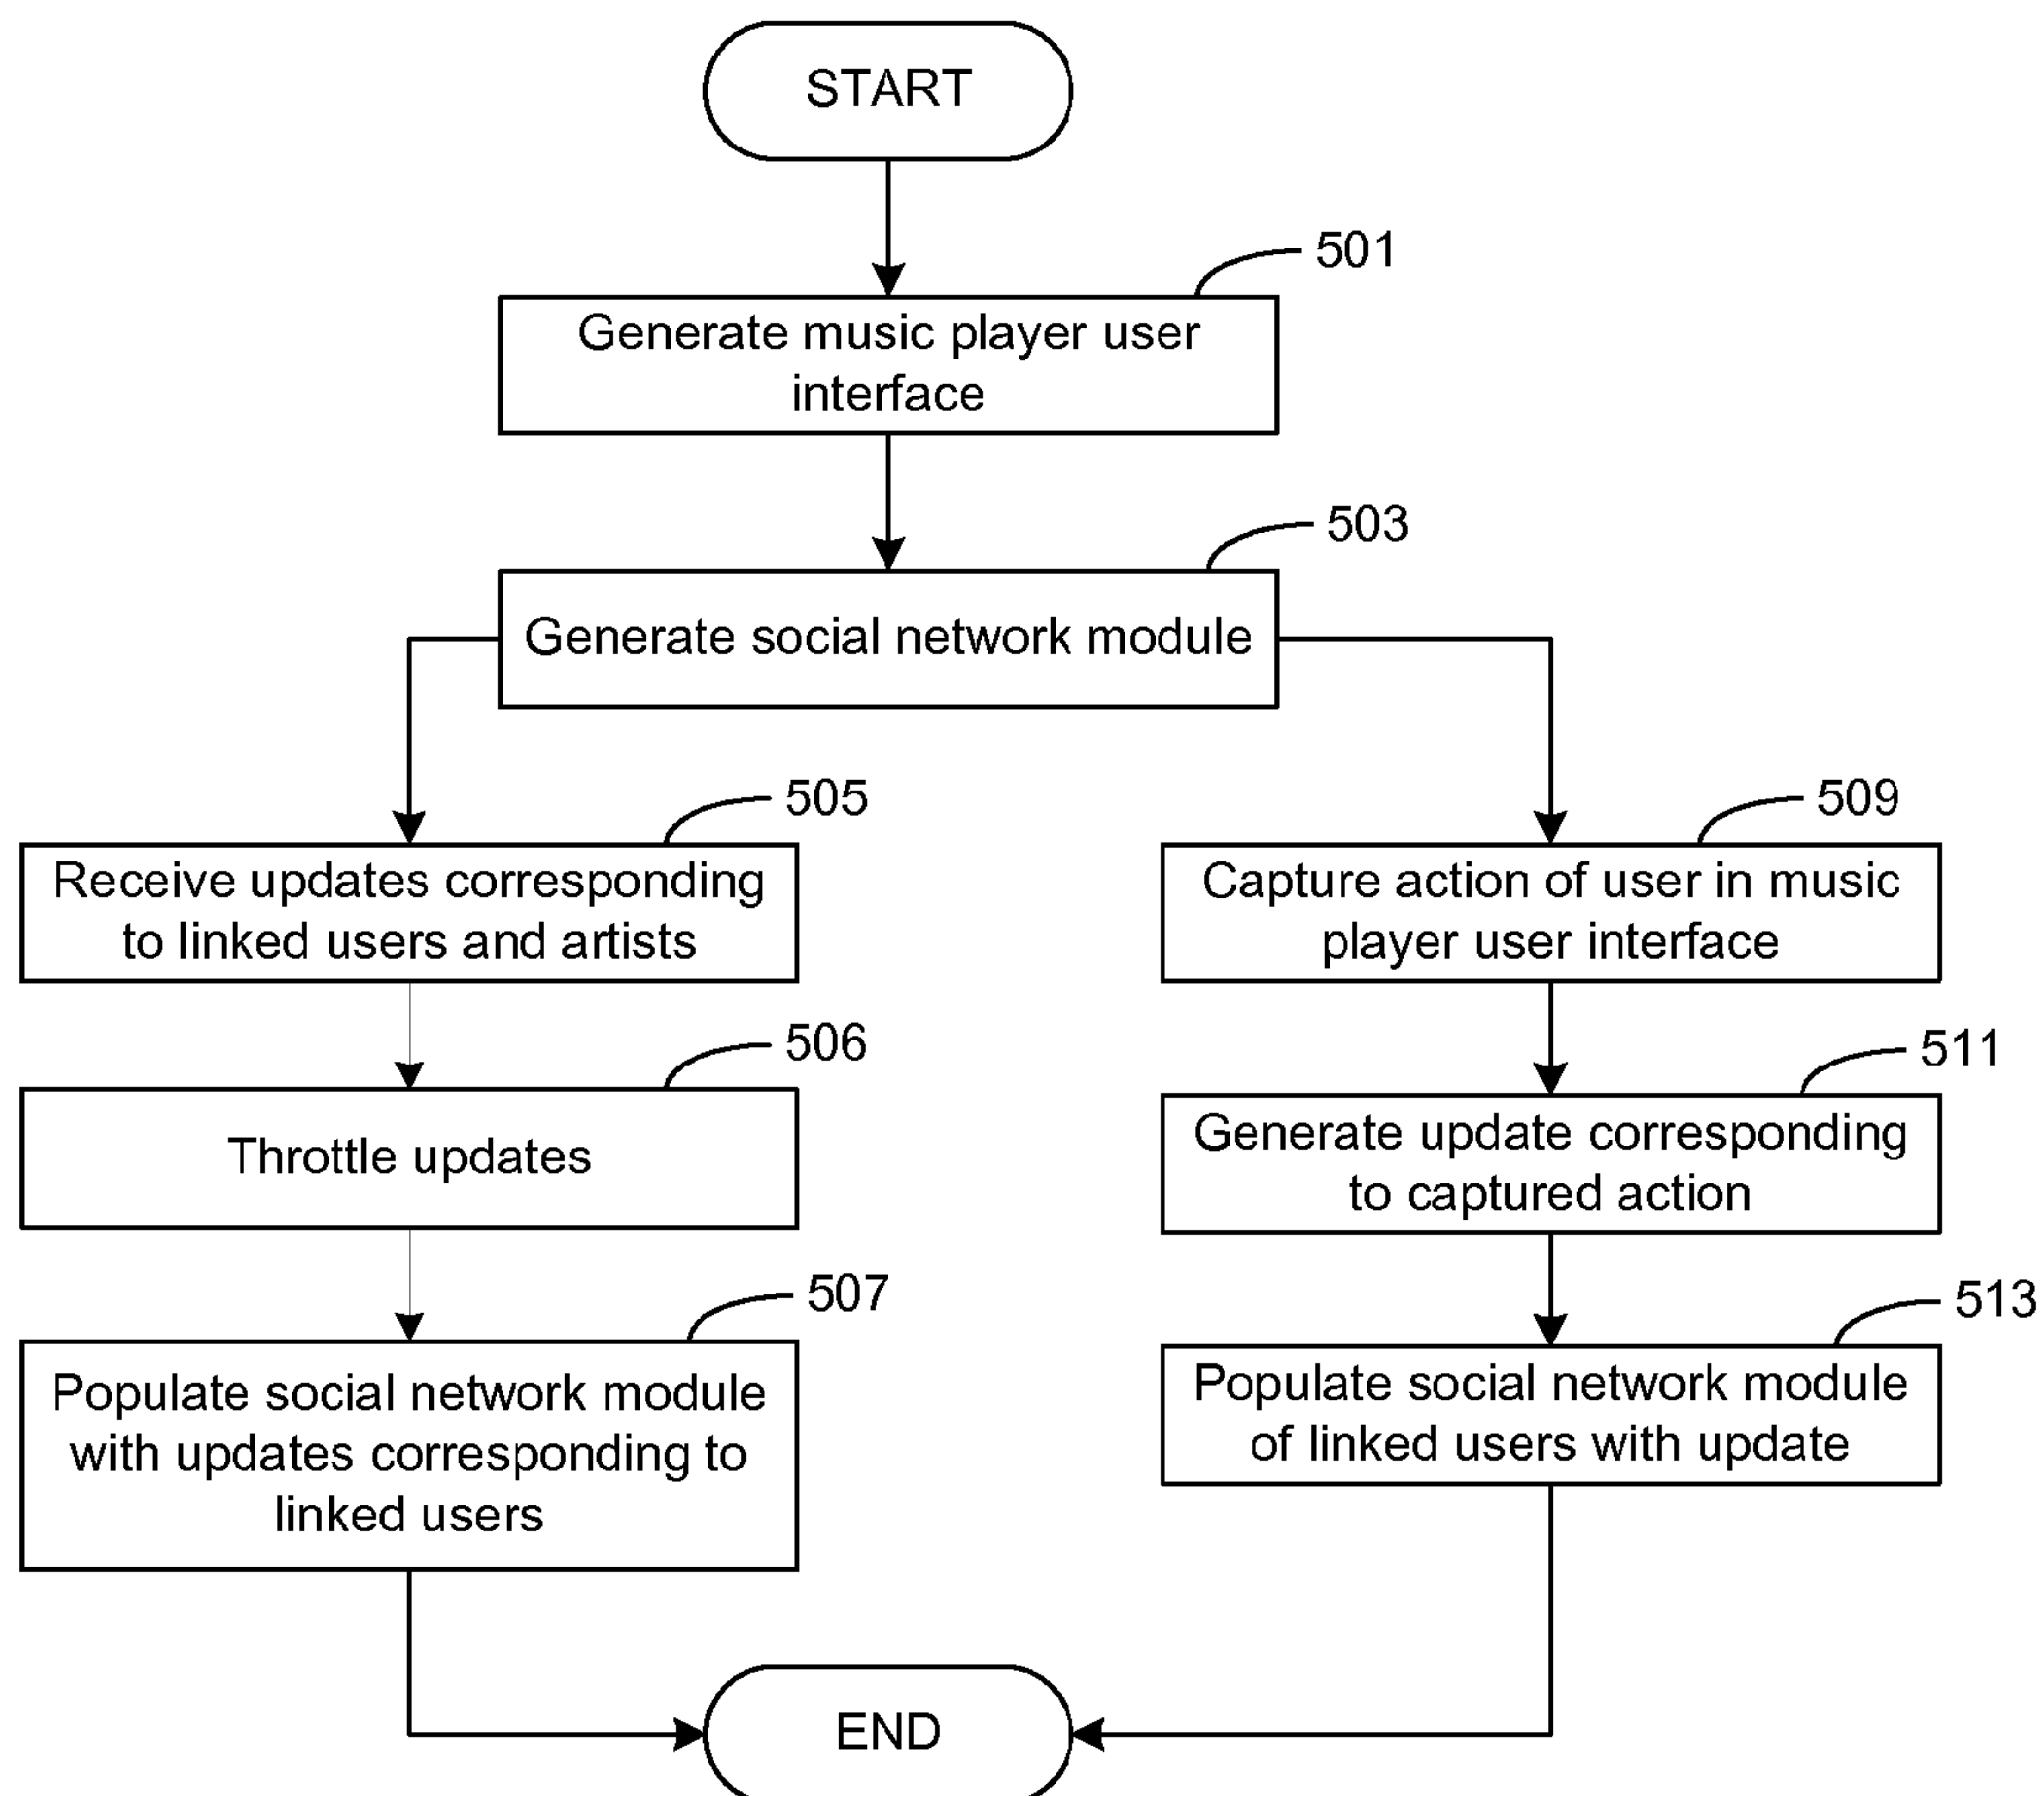 START
501
Generate music player user
interface
503
Generate social network module
505
Receive updates corresponding
to linked users and artists
509
Capture action of user in music
player user interface
506
Throttle updates
511
Generate update corresponding
to captured action
507
Populate social network module
with updates corresponding to
linked users
513
Populate social network module
of linked users with update
END